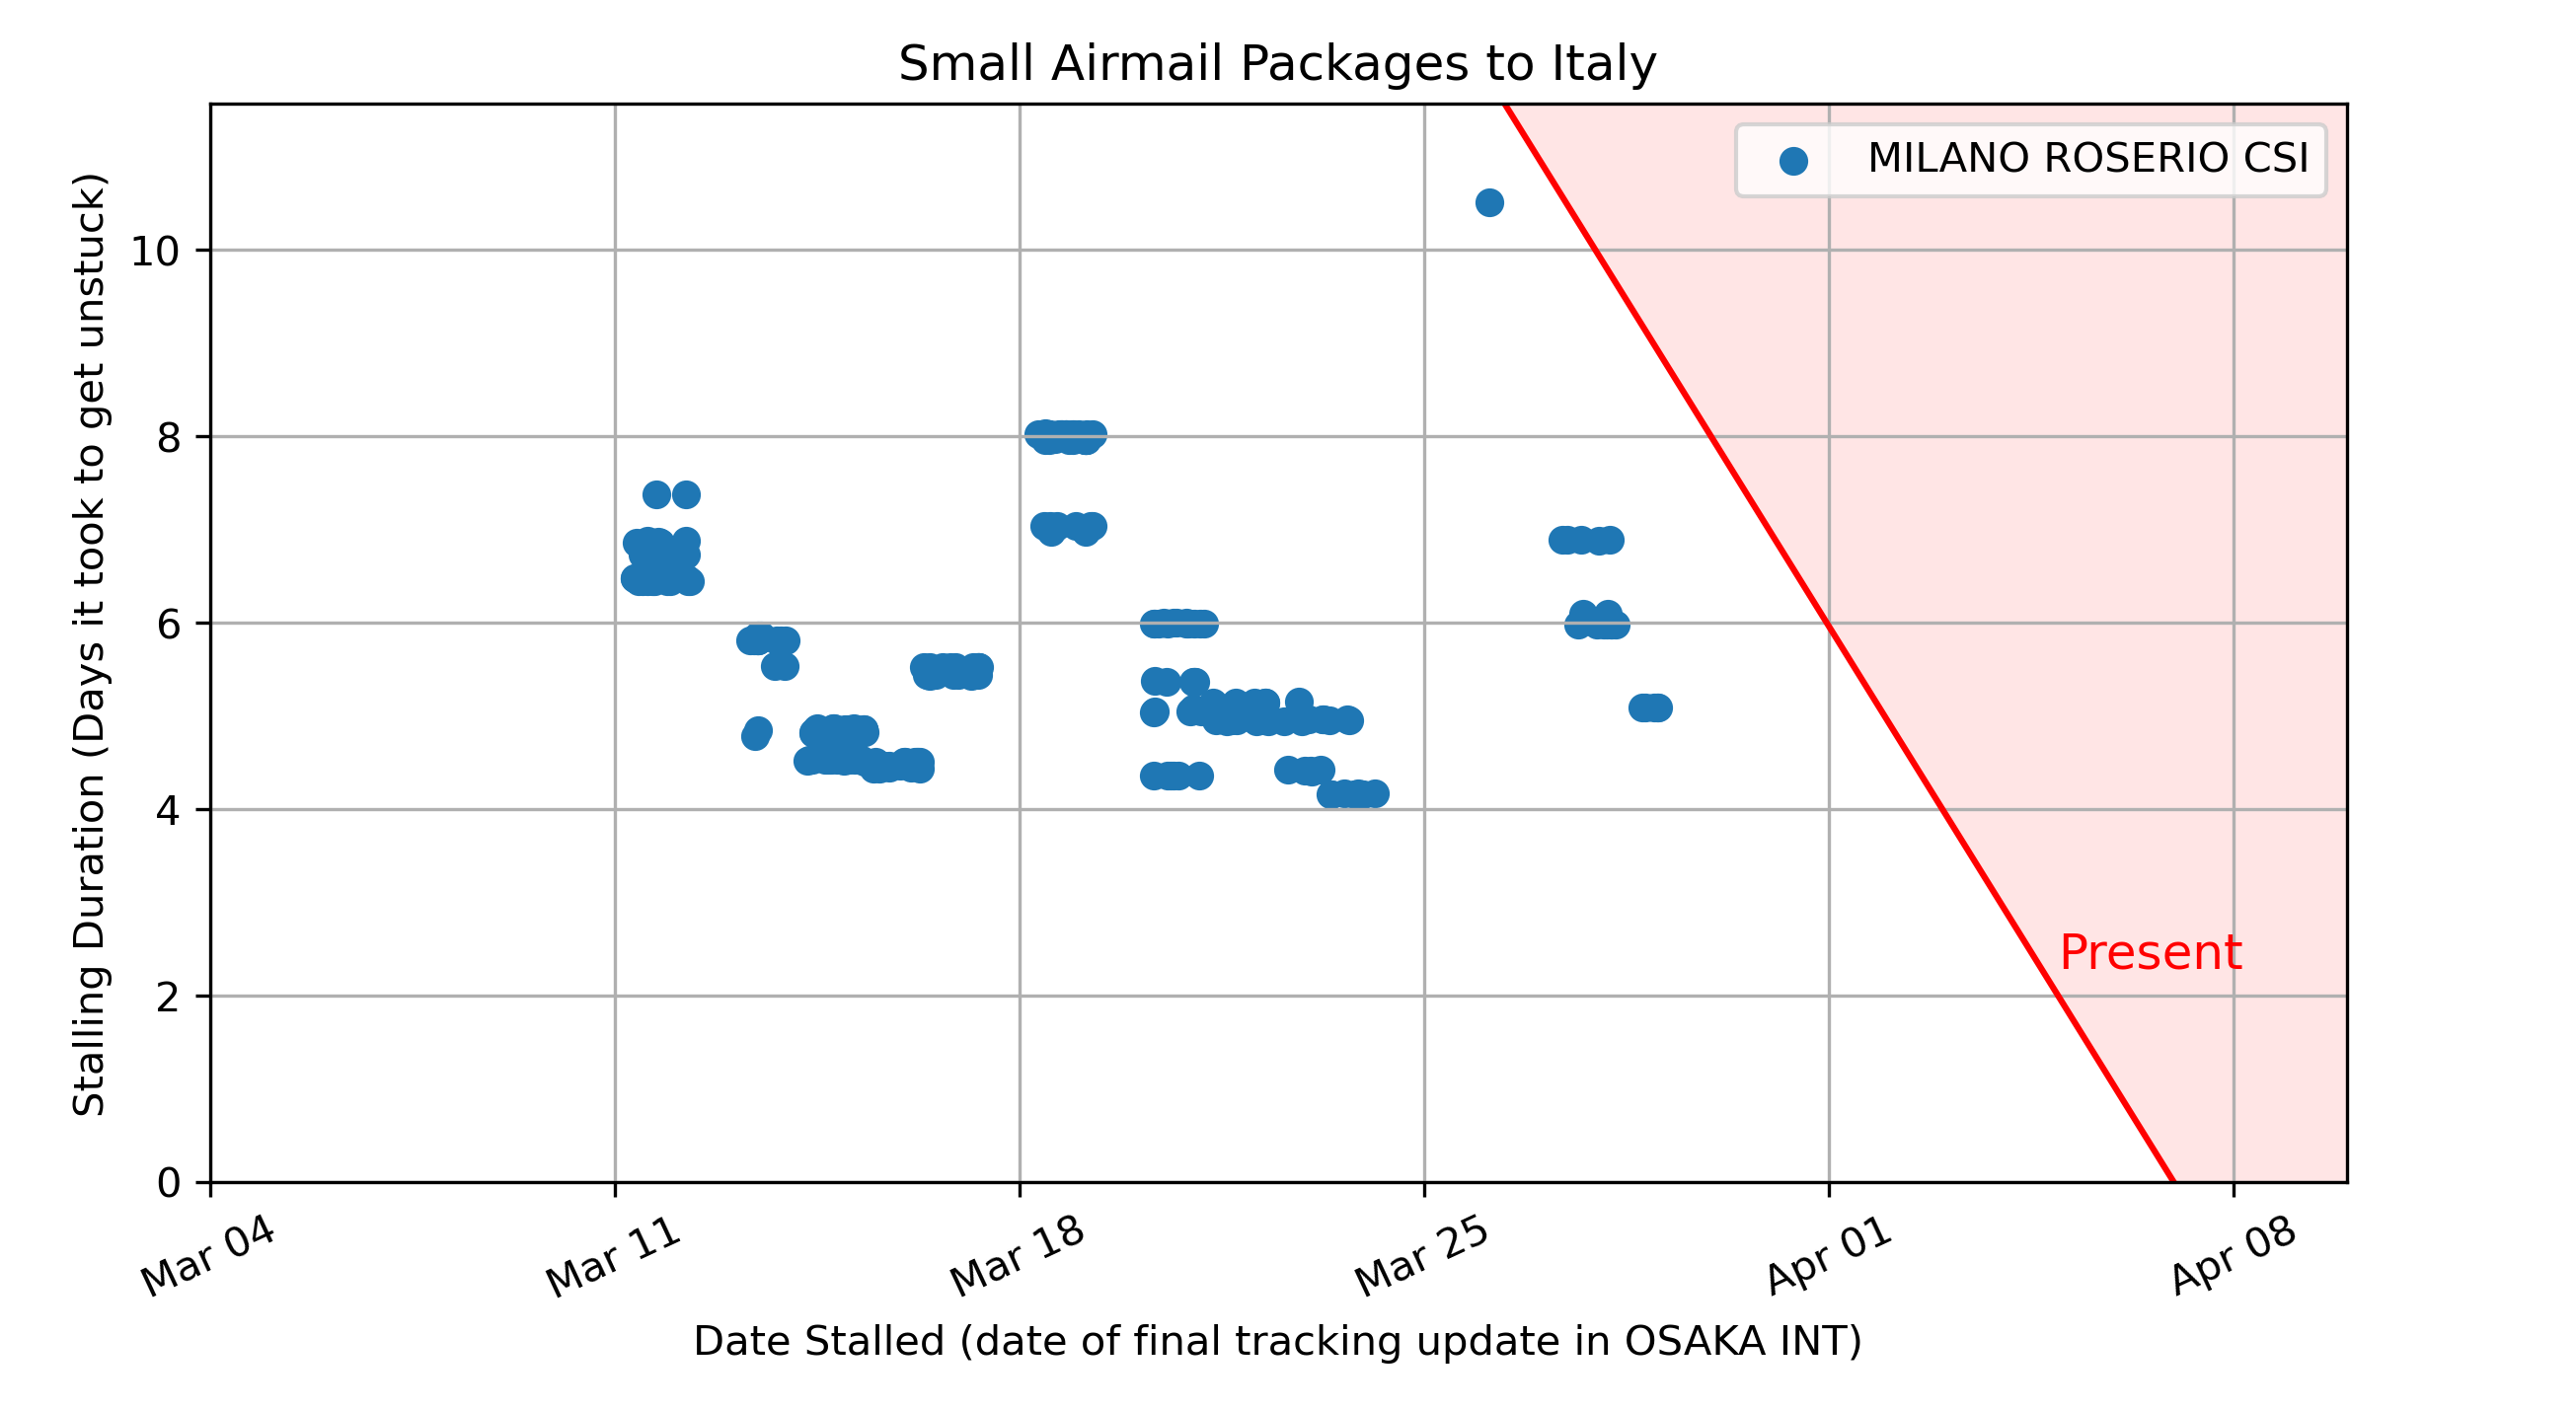 Small Airmail Packages to Italy
MILANO ROSERIO CSI
Stalling Duration (Days it took to get unstuck)
10
8
6
4
2
0
Present
Mar 04
Mar 11
Mar 18
Mar 25
Apr 01
Apr 08
Date Stalled (date of final tracking update in OSAKA INT)